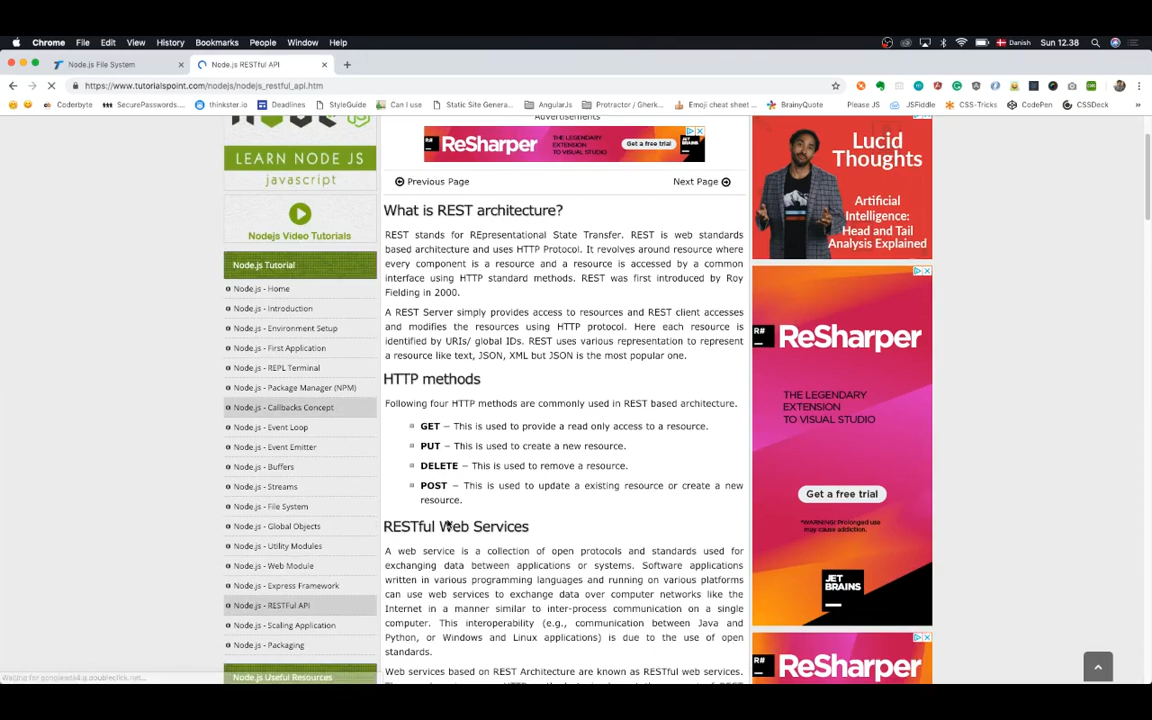 Chrome File Edit View History Bookmarks People Window Help Danish Sun 12.38
Node.js File System Node.js RESTful API
https://www.tutorialspoint.com/nodejs/nodejs_restful_api.htm
Coderbyte SecurePasswords... thinkster.io Deadlines StyleGuide Can I use Static Site Genera... AngularJs Protractor / Gherk... Emoji cheat sheet ... BrainyQuote Please JS JSFiddle CSS-Tricks CodePen CSSDeck
LEARN NODE JS
javascript
Nodejs Video Tutorials
Node.js Tutorial
Node.js - Home
Node.js - Introduction
Node.js - Environment Setup
Node.js - First Application
Node.js - REPL Terminal
Node.js - Package Manager (NPM)
Node.js - Callbacks Concept
Node.js - Event Loop
Node.js - Event Emitter
Node.js - Buffers
Node.js - Streams
Node.js - File System
Node.js - Global Objects
Node.js - Utility Modules
Node.js - Web Module
Node.js - Express Framework
Node.js - RESTFul API
Node.js - Scaling Application
Node.js - Packaging
Node.js Useful Resources
Advertisements
ReSharper THE LEGENDARY EXTENSION TO VISUAL STUDIO Get a free trial JET BRAINS
Previous Page Next Page
What is REST architecture?
REST stands for REpresentational State Transfer. REST is web standards
based architecture and uses HTTP Protocol. It revolves around resource where
every component is a resource and a resource is accessed by a common
interface using HTTP standard methods. REST was first introduced by Roy
Fielding in 2000.
A REST Server simply provides access to resources and REST client accesses
and modifies the resources using HTTP protocol. Here each resource is
identified by URIs/ global IDs. REST uses various representation to represent
a resource like text, JSON, XML but JSON is the most popular one.
HTTP methods
Following four HTTP methods are commonly used in REST based architecture.
GET − This is used to provide a read only access to a resource.
PUT − This is used to create a new resource.
DELETE − This is used to remove a resource.
POST − This is used to update a existing resource or create a new
resource.
RESTful Web Services
A web service is a collection of open protocols and standards used for
exchanging data between applications or systems. Software applications
written in various programming languages and running on various platforms
can use web services to exchange data over computer networks like the
Internet in a manner similar to inter-process communication on a single
computer. This interoperability (e.g., communication between Java and
Python, or Windows and Linux applications) is due to the use of open
standards.
Web services based on REST Architecture are known as RESTful web services.
Lucid
Thoughts
Artificial
Intelligence:
Head and Tail
Analysis Explained
R#
ReSharper
THE LEGENDARY
EXTENSION
TO VISUAL STUDIO
Get a free trial
*WARNING! Prolonged use
may cause addiction.
JET
BRAINS
R#
ReSharper